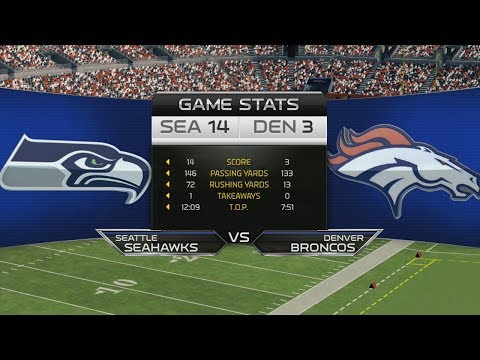 GAME STATS
SEA 14 DEN 3
14 SCORE 3
146 PASSING YARDS 133
72 RUSHING YARDS 13
1 TAKEAWAYS 0
12:09 T.O.P. 7:51
SEATTLE SEAHAWKS VS DENVER BRONCOS